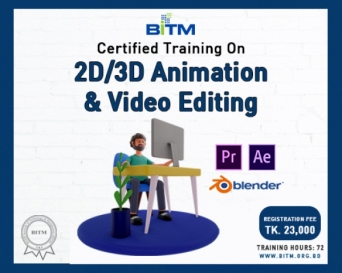 BITM
Certified Training On
2D/3D Animation
& Video Editing
Pr
Ae
blender
REGISTRATION FEE
TK. 23,000
BITM
TRAINING HOURS: 72
WWW.BITM.ORG.BD